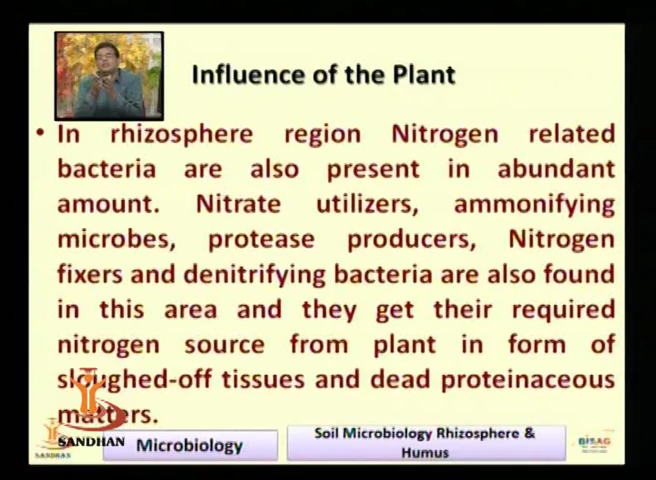 Influence of the Plant
• In rhizosphere region Nitrogen related
bacteria are also present in abundant
amount. Nitrate utilizers, ammonifying
microbes, protease producers, Nitrogen
fixers and denitrifying bacteria are also found
in this area and they get their required
nitrogen source from plant in form of
sloughed-off tissues and dead proteinaceous
matters.
SANDHAN
SANDHAN
Microbiology
Soil Microbiology Rhizosphere &
Humus
BISAG